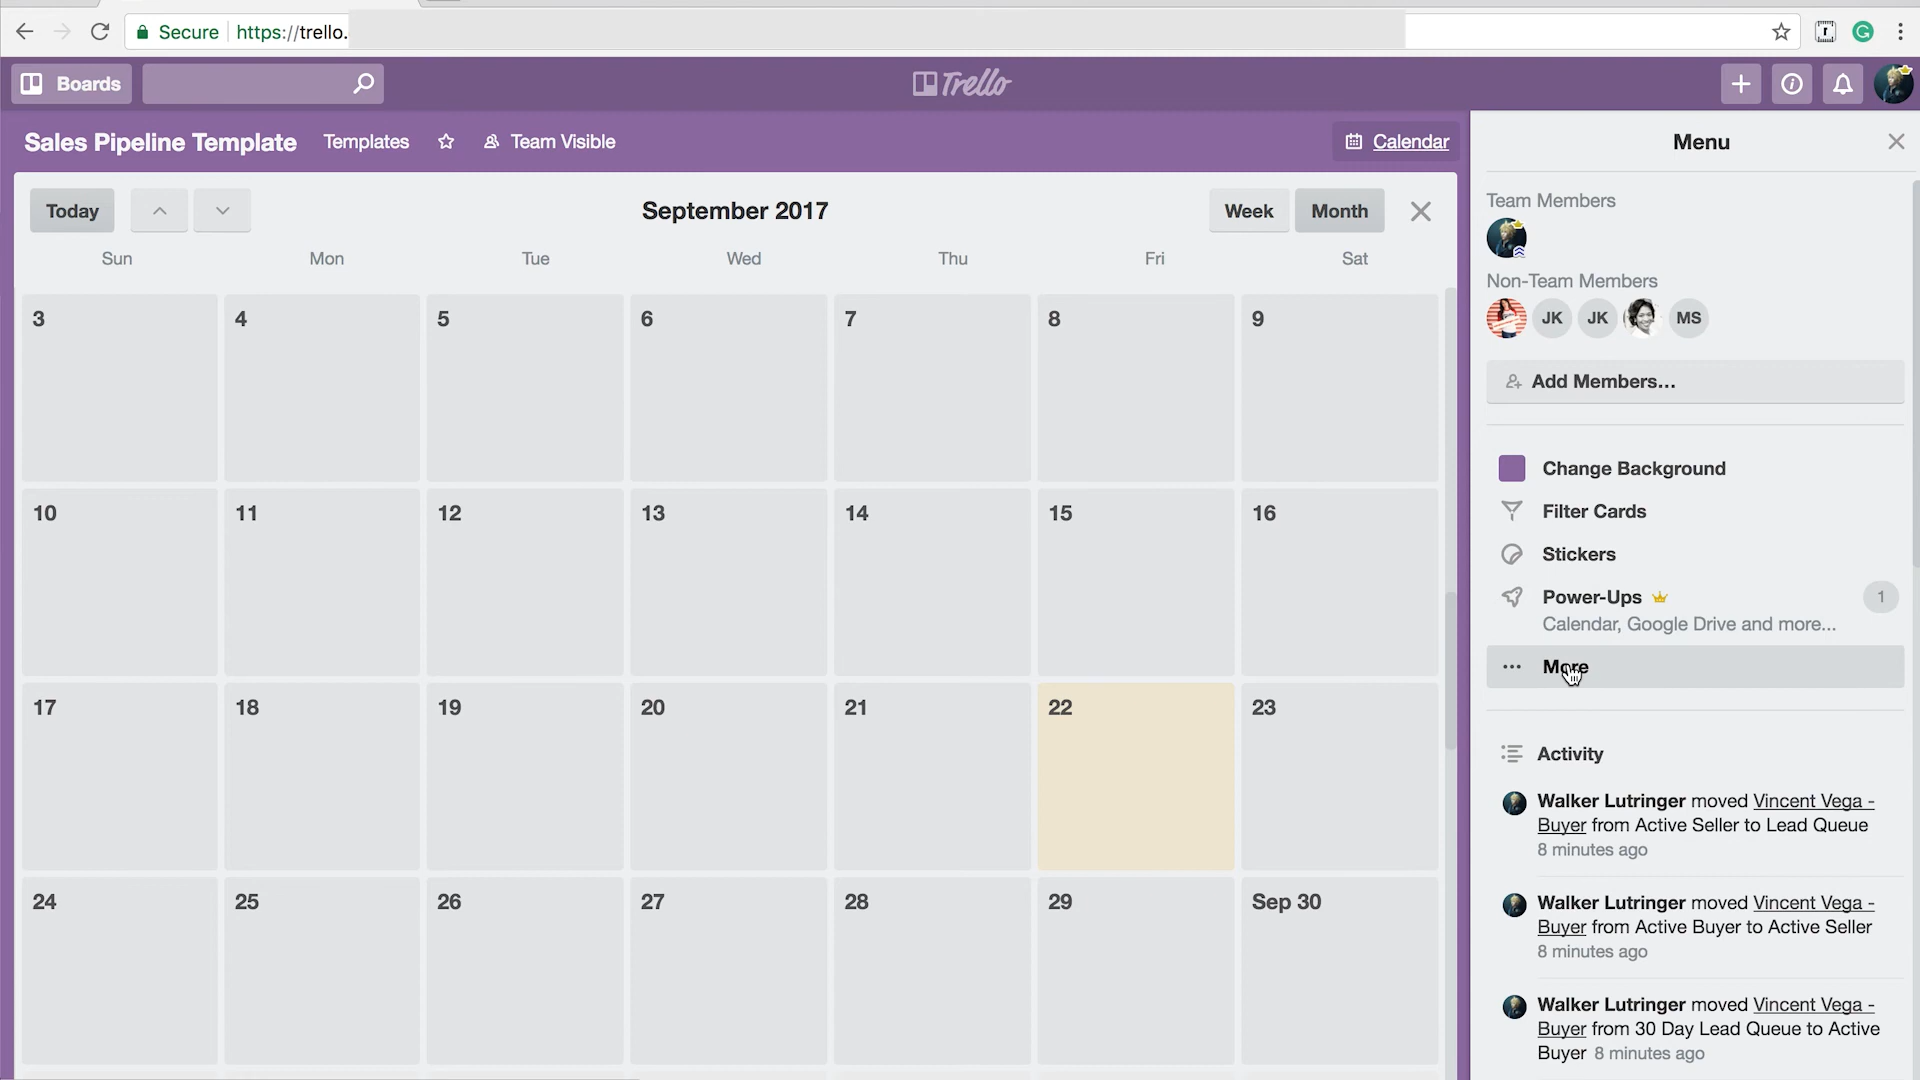 Secure https://trello.
Boards
Trello
Sales Pipeline Template Templates Team Visible Calendar
Menu
Today
September 2017
Week Month
Sun Mon Tue Wed Thu Fri Sat
3 4 5 6 7 8 9
10 11 12 13 14 15 16
17 18 19 20 21 22 23
24 25 26 27 28 29 Sep 30
Team Members
Non-Team Members
JK JK MS
Add Members…
Change Background
Filter Cards
Stickers
Power-Ups 1
Calendar, Google Drive and more…
More
Activity
Walker Lutringer moved Vincent Vega -
Buyer from Active Seller to Lead Queue
8 minutes ago
Walker Lutringer moved Vincent Vega -
Buyer from Active Buyer to Active Seller
8 minutes ago
Walker Lutringer moved Vincent Vega -
Buyer from 30 Day Lead Queue to Active
Buyer 8 minutes ago